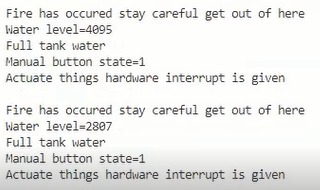 Fire has occured stay careful get out of here
Water level=4095
Full tank water
Manual button state=1
Actuate things hardware interrupt is given
Fire has occured stay careful get out of here
Water level=2807
Full tank water
Manual button state=1
Actuate things hardware interrupt is given